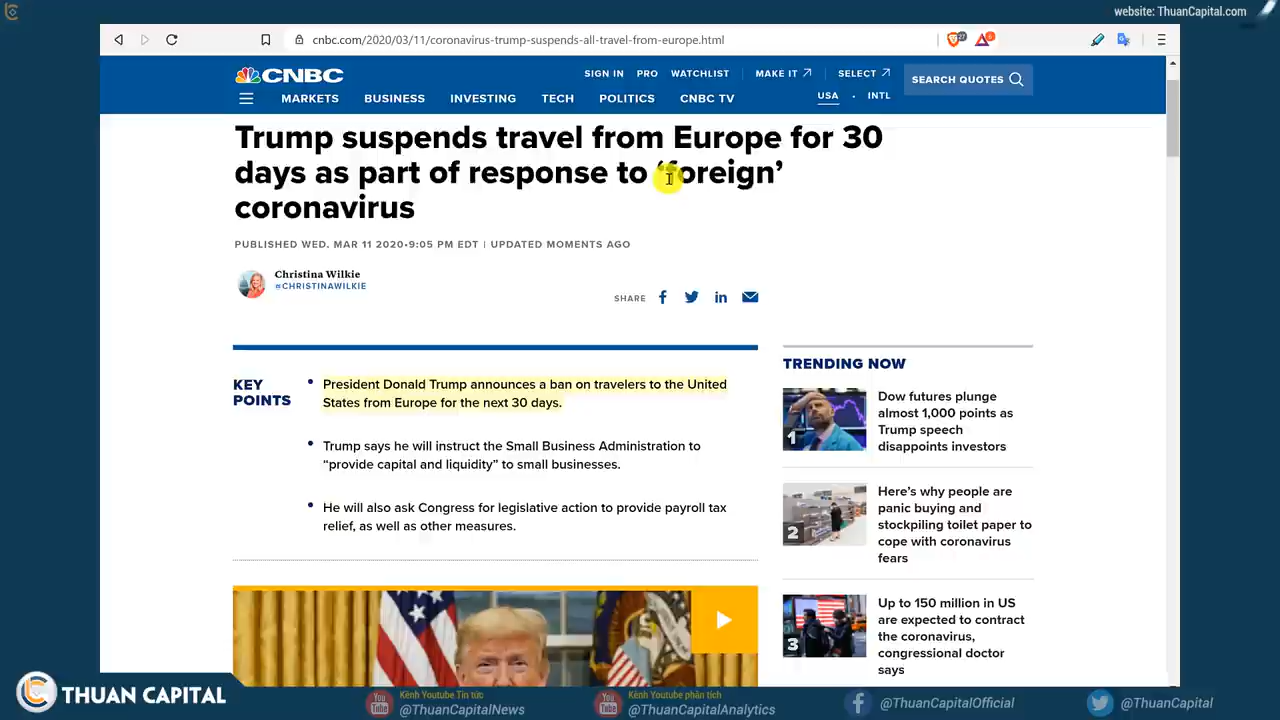 website: ThuanCapital.com
cnbc.com/2020/03/11/coronavirus-trump-suspends-all-travel-from-europe.html
CNBC
SIGN IN PRO WATCHLIST MAKE IT SELECT
SEARCH QUOTES
MARKETS BUSINESS INVESTING TECH POLITICS CNBC TV
USA · INTL
Trump suspends travel from Europe for 30
days as part of response to ‘foreign’
coronavirus
PUBLISHED WED. MAR 11 2020•9:05 PM EDT | UPDATED MOMENTS AGO
Christina Wilkie
@CHRISTINAWILKIE
SHARE
KEY
POINTS
• President Donald Trump announces a ban on travelers to the United
States from Europe for the next 30 days.
• Trump says he will instruct the Small Business Administration to
“provide capital and liquidity” to small businesses.
• He will also ask Congress for legislative action to provide payroll tax
relief, as well as other measures.
TRENDING NOW
1
Dow futures plunge
almost 1,000 points as
Trump speech
disappoints investors
2
Here’s why people are
panic buying and
stockpiling toilet paper to
cope with coronavirus
fears
3
Up to 150 million in US
are expected to contract
the coronavirus,
congressional doctor
says
THUAN CAPITAL
You Tube
Kênh Youtube Tin tức
@ThuanCapitalNews
You Tube
Kênh Youtube phân tích
@ThuanCapitalAnalytics
@ThuanCapitalOfficial
@ThuanCapital